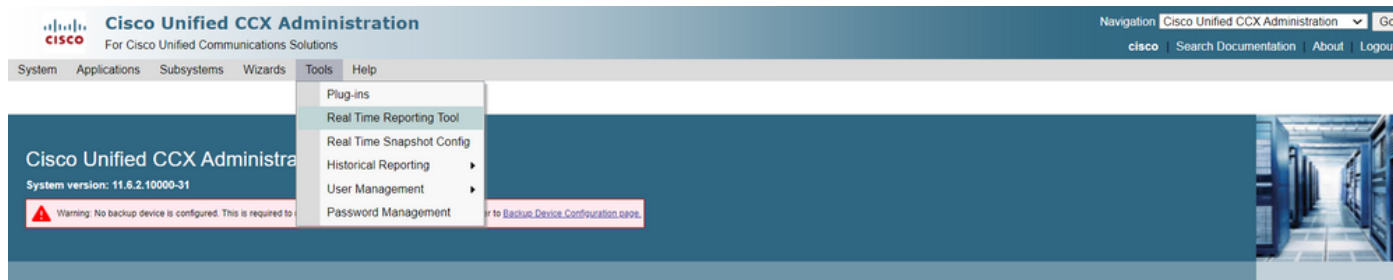 cisco
Cisco Unified CCX Administration
For Cisco Unified Communications Solutions
Navigation Cisco Unified CCX Administration Go
cisco | Search Documentation | About | Logou
System Applications Subsystems Wizards Tools Help
Plug-ins
Real Time Reporting Tool
Real Time Snapshot Config
Historical Reporting
User Management
Password Management
Cisco Unified CCX Administra
System version: 11.6.2.10000-31
Warning: No backup device is configured. This is required to r to Backup Device Configuration page.